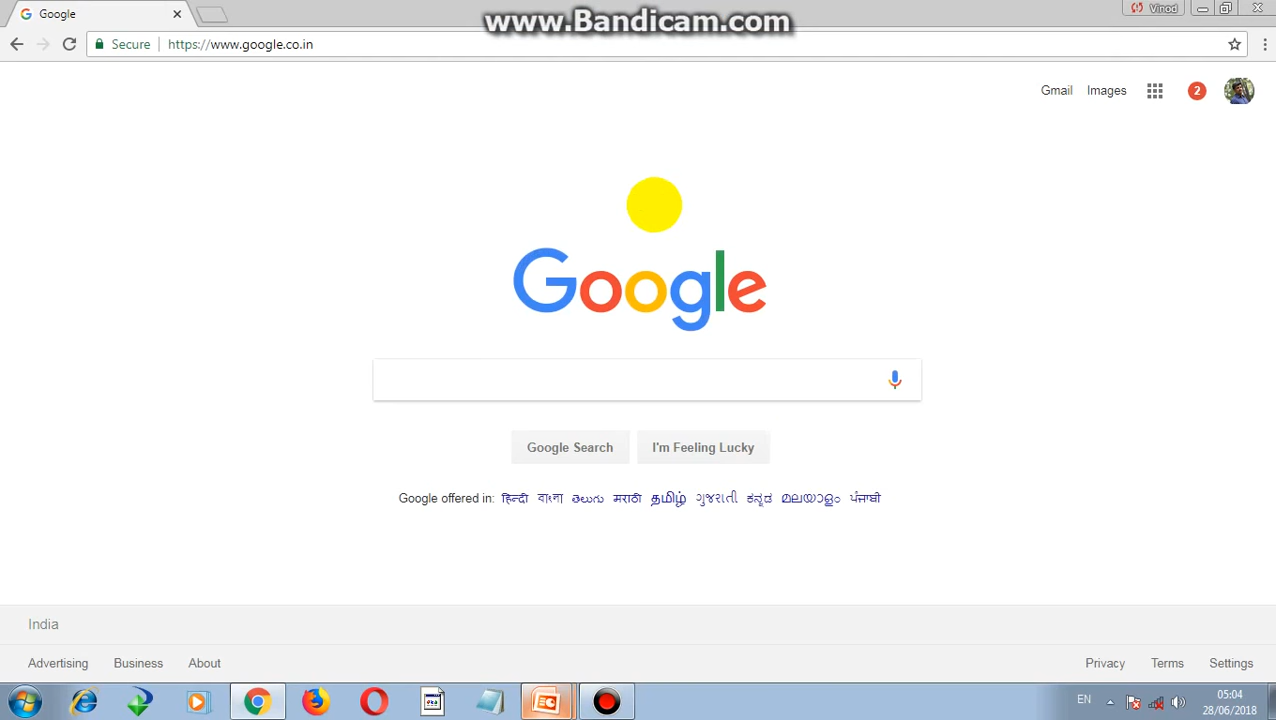 Google
www.Bandicam.com
Vinod
Secure
https://www.google.co.in
Gmail Images 2
Google
Google Search I'm Feeling Lucky
Google offered in: हिन्दी বাংলা తెలుగు मराठी தமிழ் ગુજરાતી ಕನ್ನಡ മലയാളം ਪੰਜਾਬੀ
India
Advertising Business About Privacy Terms Settings
EN 05:04
28/06/2018